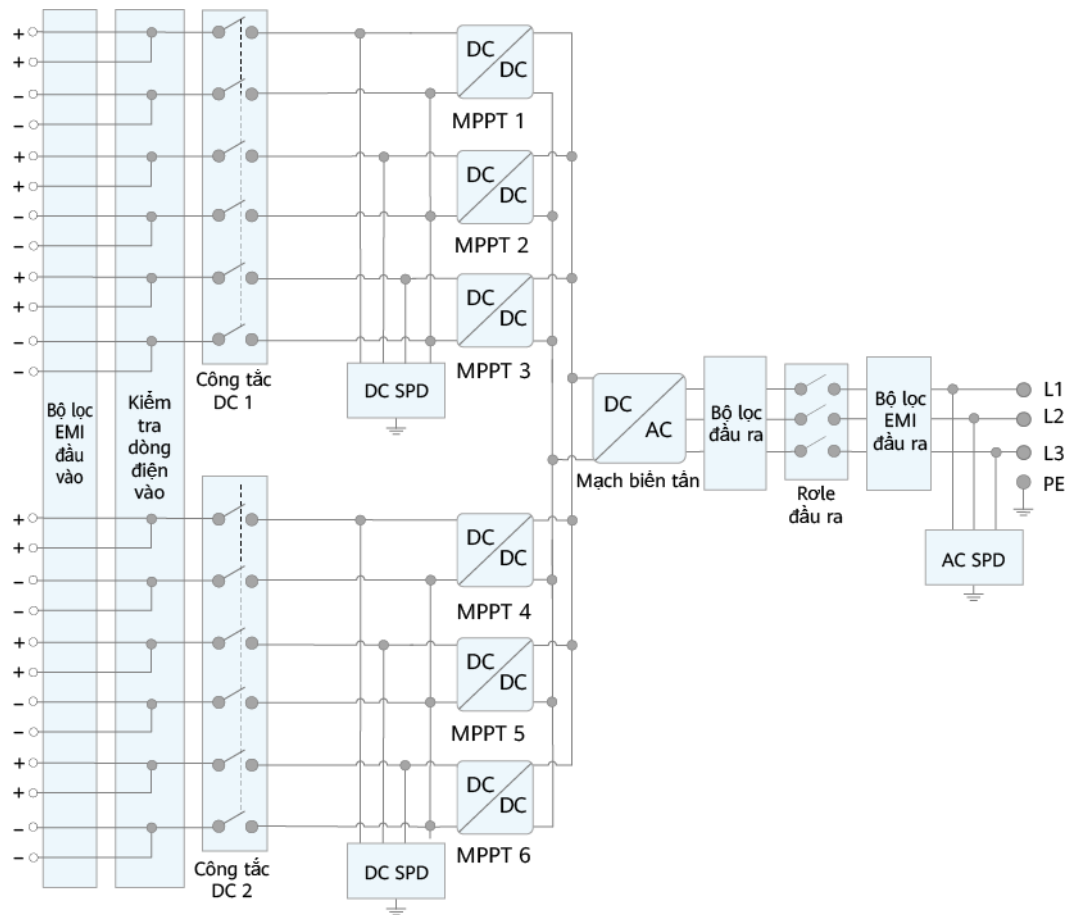 +
+
−
−
+
+
−
−
+
+
−
−
Công tắc
DC 1
DC
DC
MPPT 1
DC
DC
MPPT 2
DC
DC
MPPT 3
DC SPD
Bộ lọc
EMI
đầu
vào
Kiểm
tra
dòng
điện
vào
+
+
−
−
+
+
−
−
+
+
−
−
Công tắc
DC 2
DC
DC
MPPT 4
DC
DC
MPPT 5
DC
DC
MPPT 6
DC SPD
DC
AC
Mạch biến tần
Bộ lọc
đầu ra
Rơle
đầu ra
Bộ lọc
EMI
đầu ra
L1
L2
L3
PE
AC SPD